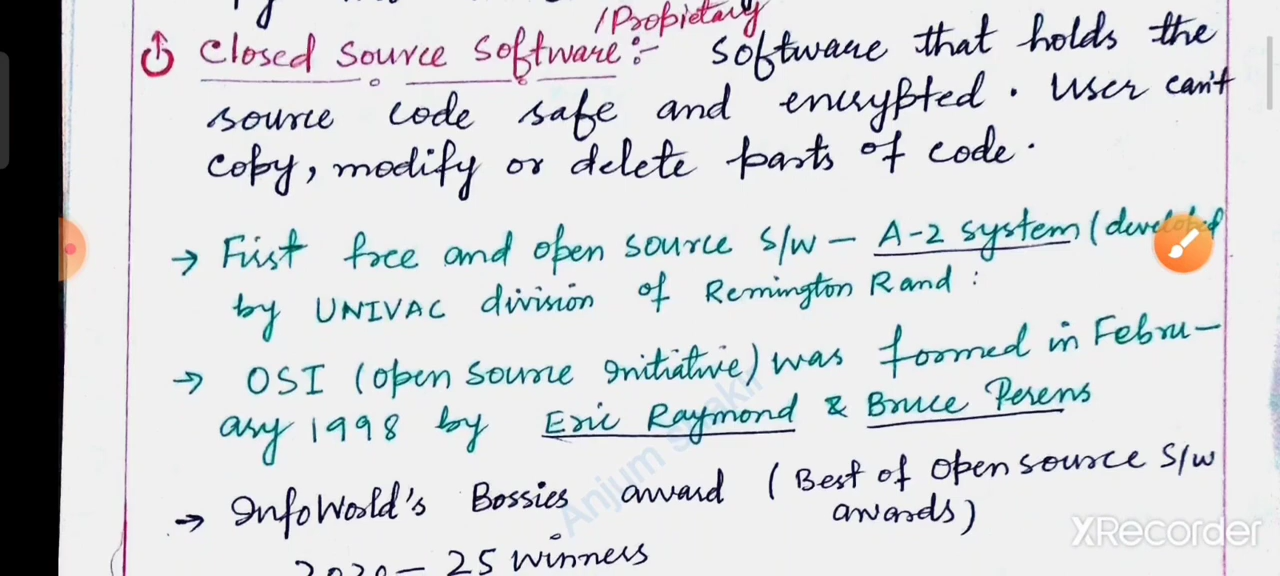 /Propietary
Closed Source Software :- Software that holds the
source code safe and encrypted. User can't
copy, modify or delete parts of code.
→ First free and open source s/w - A-2 system (developed
by UNIVAC division of Remington Rand :
→ OSI (open source initiative) was formed in Febru-
ary 1998 by Eric Raymond & Bruce Perens
→ InfoWorld's Bossies award (Best of open source s/w
awards)
2020 - 25 winners
Anjum Shakir
XRecorder